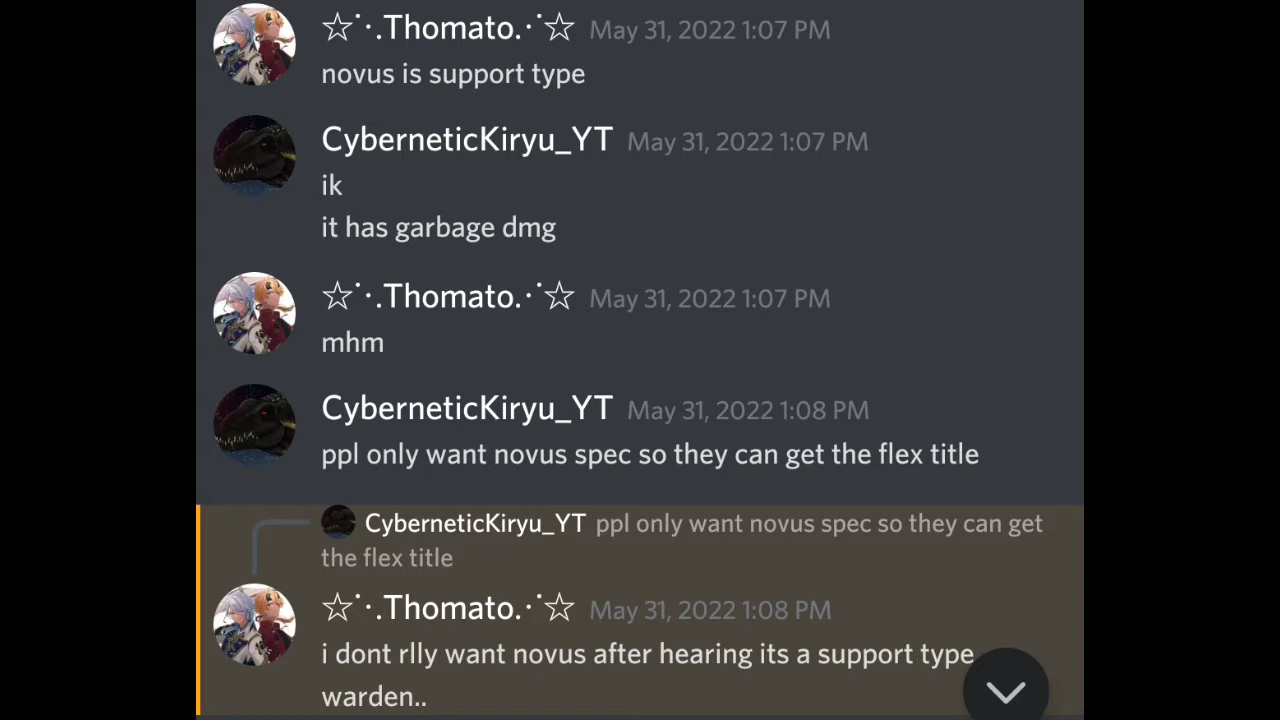 ☆˙·.Thomato.·˙☆ May 31, 2022 1:07 PM
novus is support type
CyberneticKiryu_YT May 31, 2022 1:07 PM
ik
it has garbage dmg
☆˙·.Thomato.·˙☆ May 31, 2022 1:07 PM
mhm
CyberneticKiryu_YT May 31, 2022 1:08 PM
ppl only want novus spec so they can get the flex title
CyberneticKiryu_YT ppl only want novus spec so they can get
the flex title
☆˙·.Thomato.·˙☆ May 31, 2022 1:08 PM
i dont rlly want novus after hearing its a support type
warden..